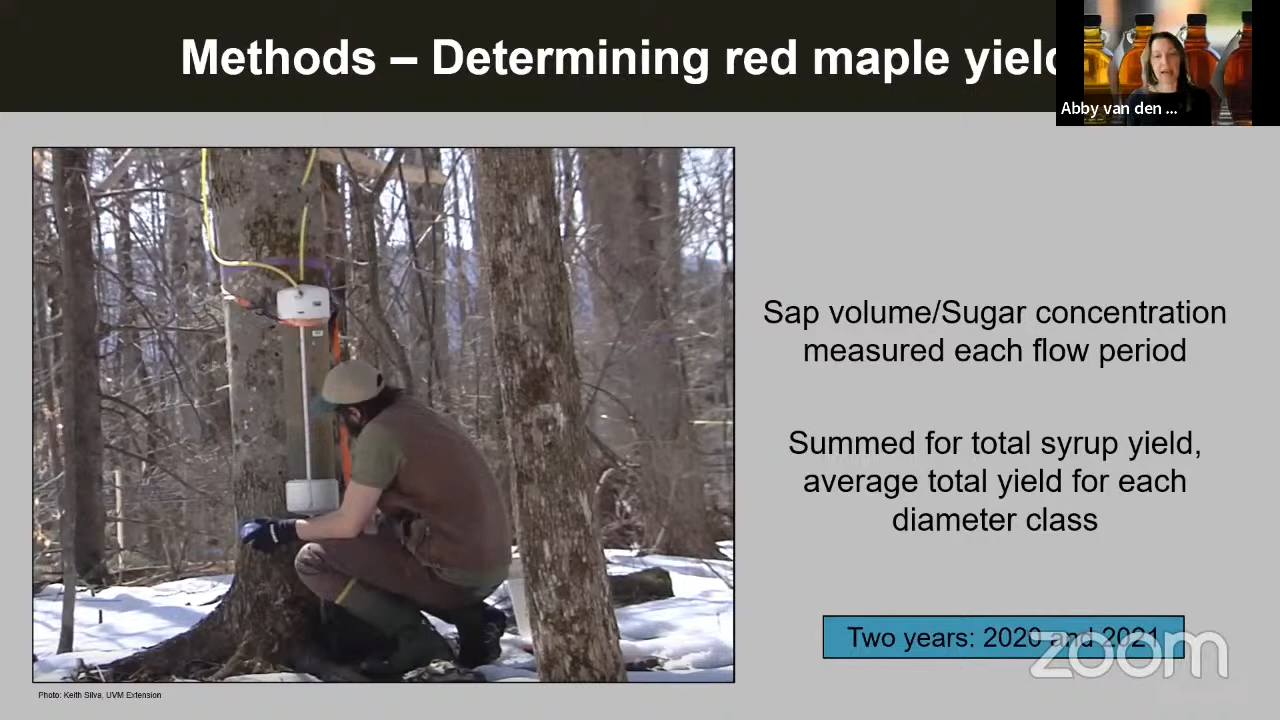 Methods – Determining red maple yield
Abby van den ...
Sap volume/Sugar concentration
measured each flow period
Summed for total syrup yield,
average total yield for each
diameter class
Two years: 2020 and 2021
zoom
Photo: Keith Silva, UVM Extension